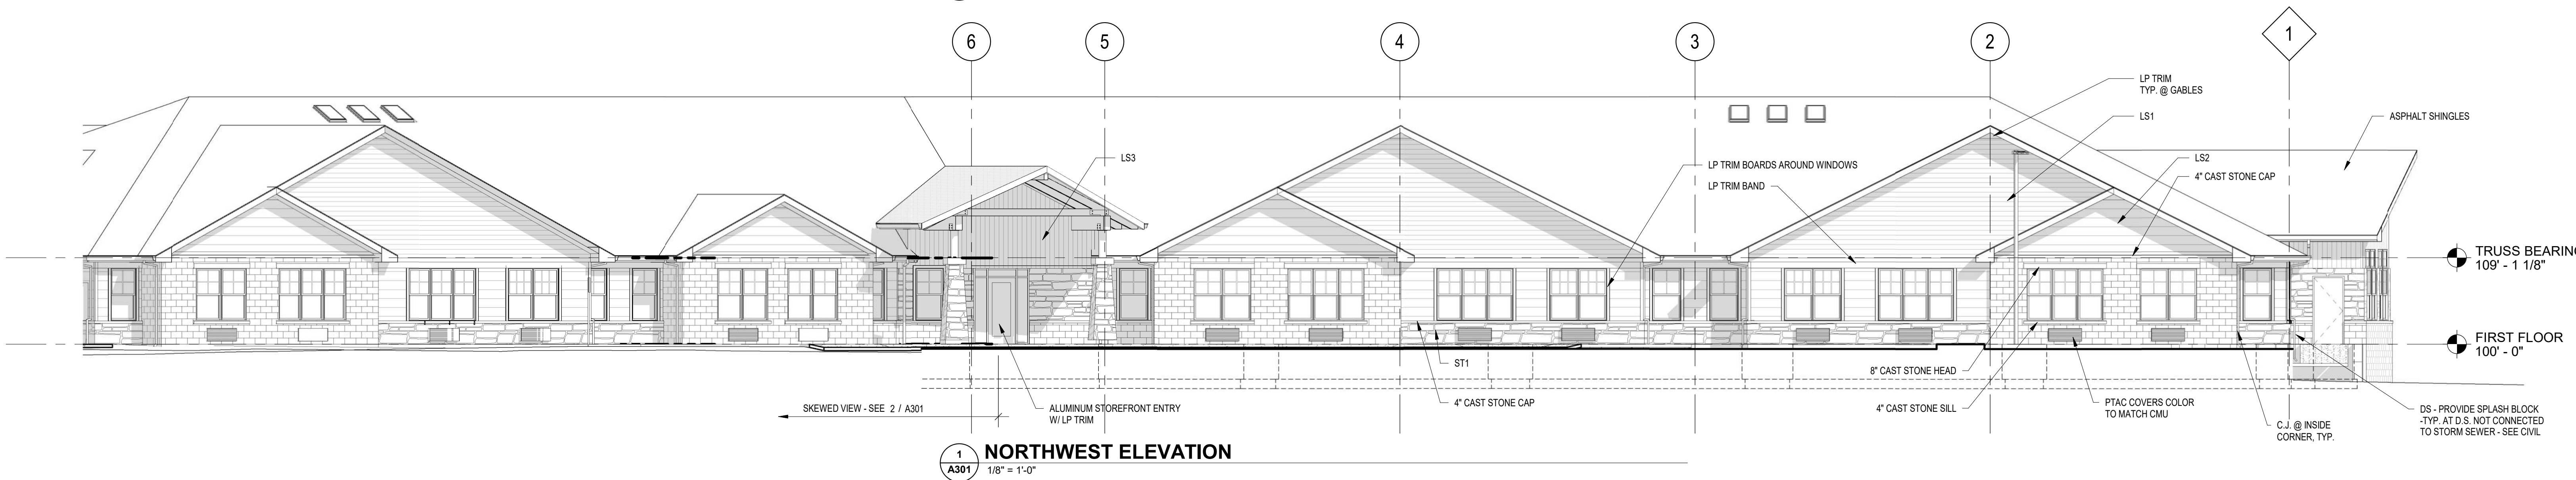 6
5
4
3
2
1
LP TRIM
TYP. @ GABLES
LS1
ASPHALT SHINGLES
LS3
LP TRIM BOARDS AROUND WINDOWS
LS2
4" CAST STONE CAP
LP TRIM BAND
TRUSS BEARING
109' - 1 1/8"
FIRST FLOOR
100' - 0"
ST1
8" CAST STONE HEAD
4" CAST STONE CAP
SKEWED VIEW - SEE 2 / A301
ALUMINUM STOREFRONT ENTRY
W/ LP TRIM
4" CAST STONE SILL
PTAC COVERS COLOR
TO MATCH CMU
C.J. @ INSIDE
CORNER, TYP.
DS - PROVIDE SPLASH BLOCK
-TYP. AT D.S. NOT CONNECTED
TO STORM SEWER - SEE CIVIL
1
A301
NORTHWEST ELEVATION
1/8" = 1'-0"